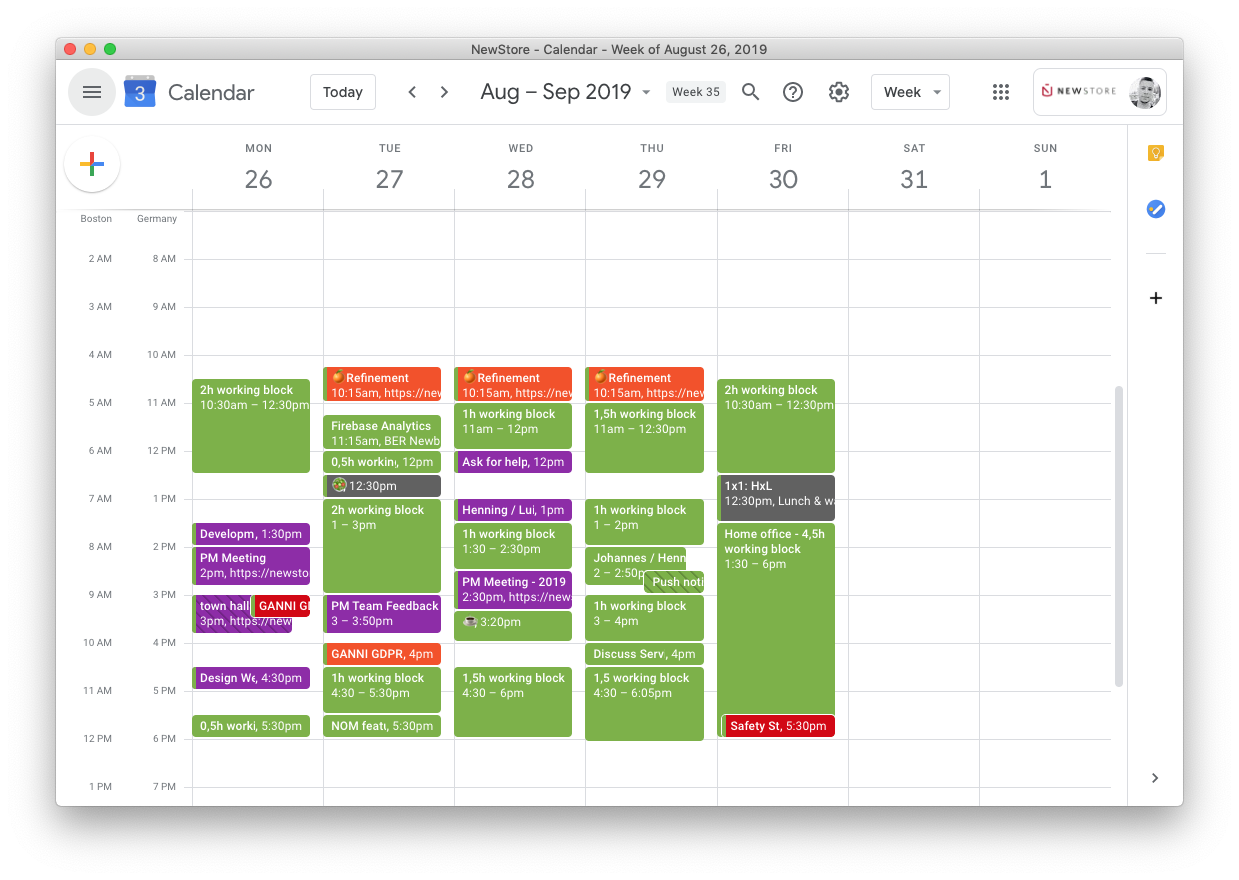 NewStore - Calendar - Week of August 26, 2019
3
Calendar
Today
Aug – Sep 2019
Week 35
Week
NEWSTORE
MON
TUE
WED
THU
FRI
SAT
SUN
26
27
28
29
30
31
1
Boston
Germany
2 AM
8 AM
3 AM
9 AM
4 AM
10 AM
5 AM
11 AM
6 AM
12 PM
7 AM
1 PM
8 AM
2 PM
9 AM
3 PM
10 AM
4 PM
11 AM
5 PM
12 PM
6 PM
1 PM
7 PM
2h working block
10:30am – 12:30pm
Developm, 1:30pm
PM Meeting
2pm, https://newsto
town hall
3pm, https://new
GANNI GI
Design We, 4:30pm
0,5h worki, 5:30pm
🍊 Refinement
10:15am, https://new
Firebase Analytics
11:15am, BER Newb
0,5h workin, 12pm
🥗 12:30pm
2h working block
1 – 3pm
PM Team Feedback
3 – 3:50pm
GANNI GDPR, 4pm
1h working block
4:30 – 5:30pm
NOM featu, 5:30pm
🍊 Refinement
10:15am, https://new
1h working block
11am – 12pm
Ask for help, 12pm
Henning / Lui, 1pm
1h working block
1:30 – 2:30pm
PM Meeting - 2019
2:30pm, https://news
☕ 3:20pm
1,5h working block
4:30 – 6pm
🍊 Refinement
10:15am, https://new
1,5h working block
11am – 12:30pm
1h working block
1 – 2pm
Johannes / Henn
2 – 2:50p
Push noti
1h working block
3 – 4pm
Discuss Serv, 4pm
1,5 working block
4:30 – 6:05pm
2h working block
10:30am – 12:30pm
1x1: HxL
12:30pm, Lunch & wa
Home office - 4,5h
working block
1:30 – 6pm
Safety St, 5:30pm